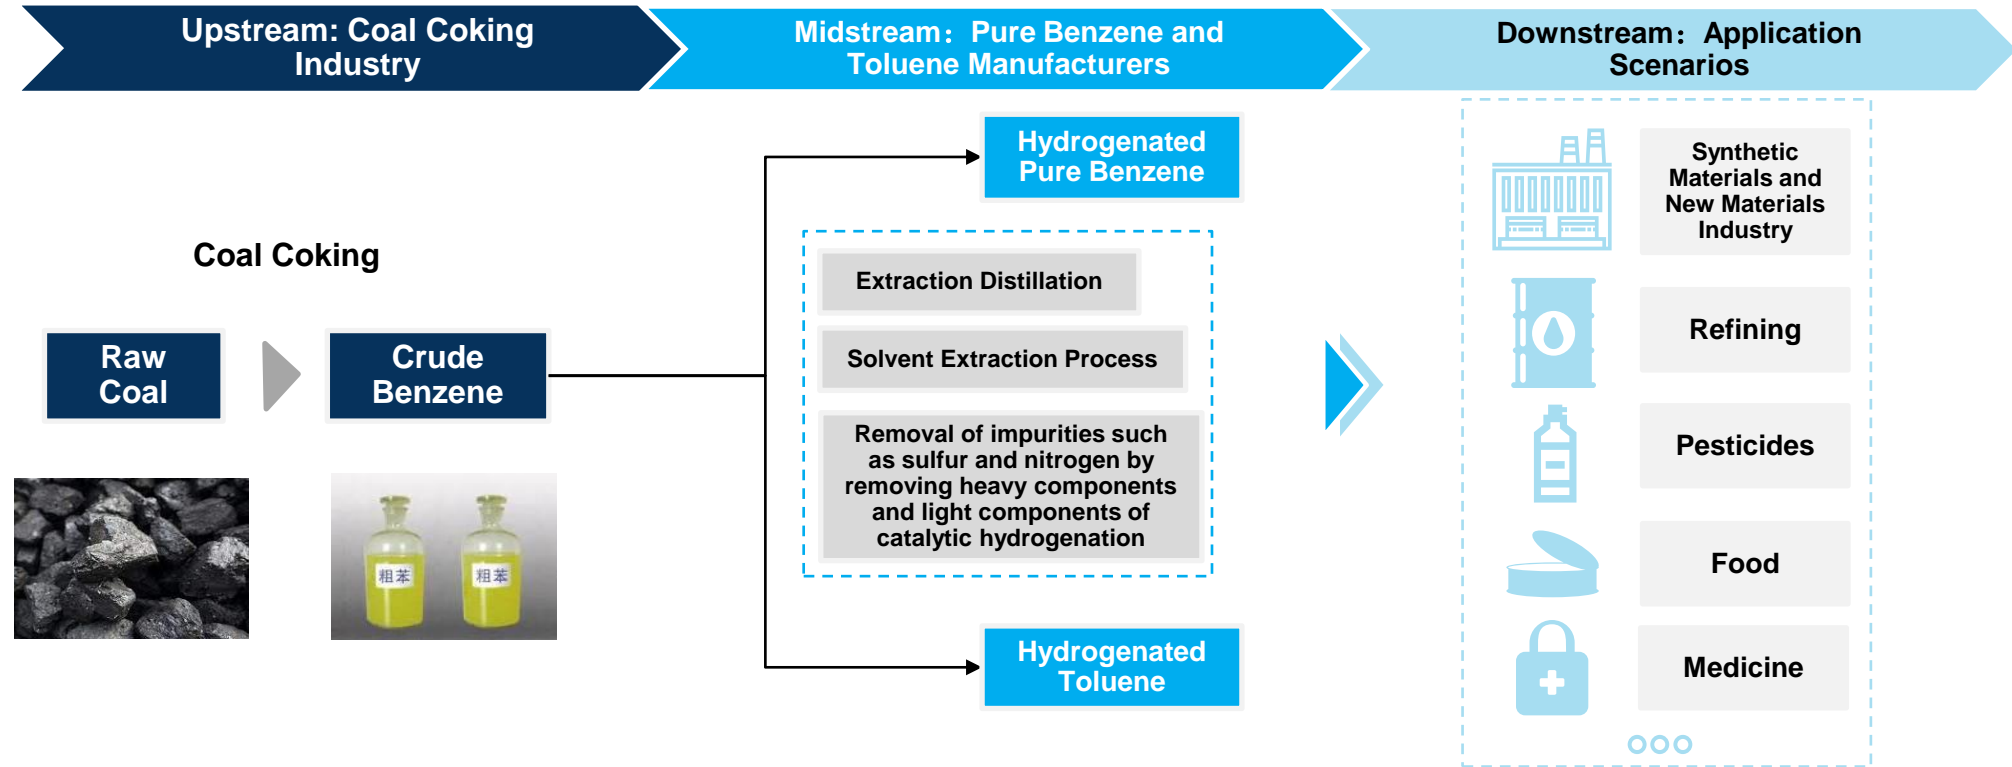 Upstream: Coal Coking
Industry
Midstream：Pure Benzene and
Toluene Manufacturers
Downstream：Application
Scenarios
Coal Coking
Raw
Coal
Crude
Benzene
粗苯
粗苯
Hydrogenated
Pure Benzene
Extraction Distillation
Solvent Extraction Process
Removal of impurities such
as sulfur and nitrogen by
removing heavy components
and light components of
catalytic hydrogenation
Hydrogenated
Toluene
Synthetic
Materials and
New Materials
Industry
Refining
Pesticides
Food
Medicine